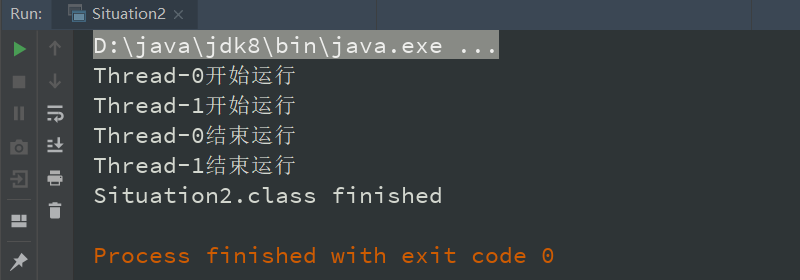 Run: Situation2
D:\java\jdk8\bin\java.exe ...
Thread-0开始运行
Thread-1开始运行
Thread-0结束运行
Thread-1结束运行
Situation2.class finished
Process finished with exit code 0